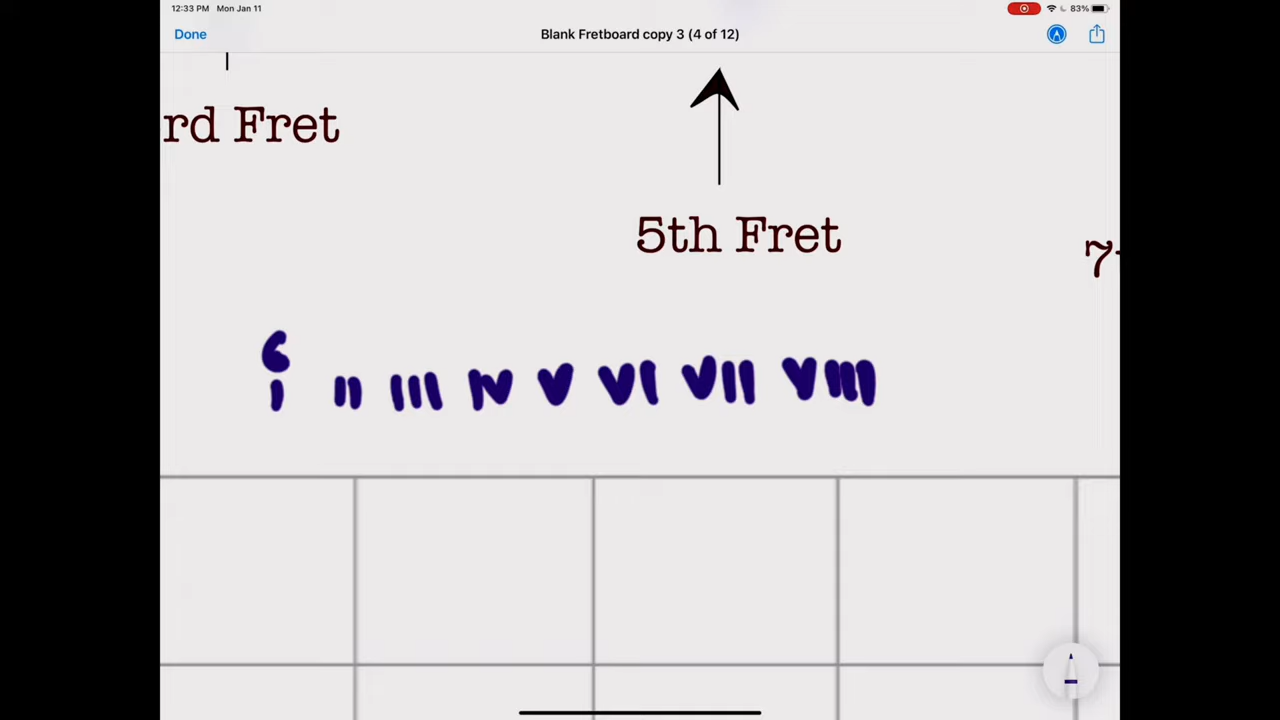 12:33 PM Mon Jan 11 83%
Done Blank Fretboard copy 3 (4 of 12)
rd Fret
5th Fret
7
i ii iii iv v vi vii viii